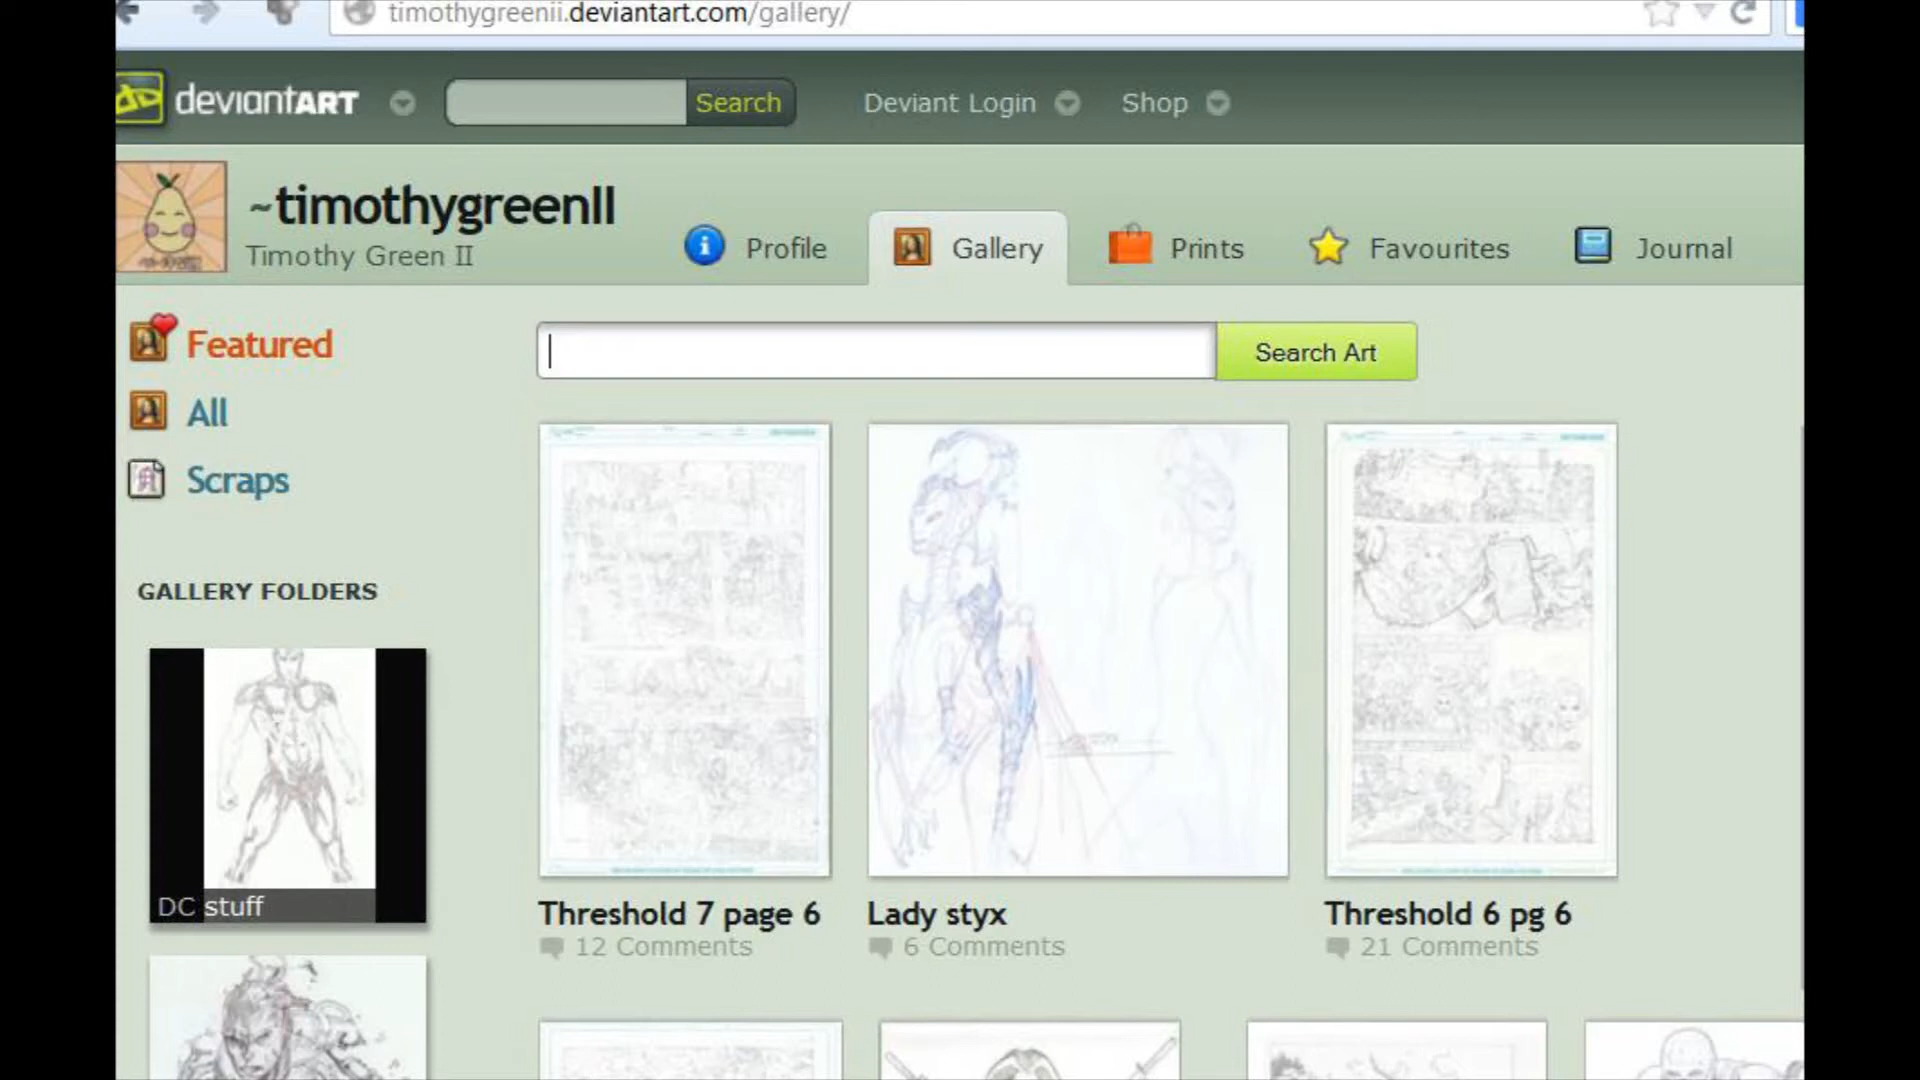 timothygreenii.deviantart.com/gallery/
deviantART
Search
Deviant Login
Shop
~timothygreenII
Timothy Green II
Profile
Gallery
Prints
Favourites
Journal
Featured
All
Scraps
Search Art
GALLERY FOLDERS
DC stuff
Threshold 7 page 6
12 Comments
Lady styx
6 Comments
Threshold 6 pg 6
21 Comments